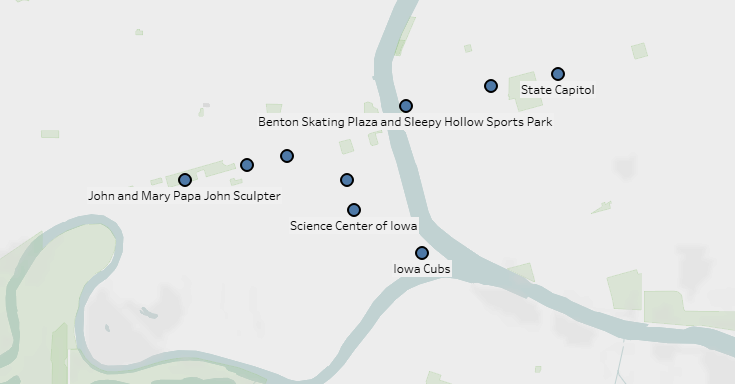 State Capitol
Benton Skating Plaza and Sleepy Hollow Sports Park
John and Mary Papa John Sculpter
Science Center of Iowa
Iowa Cubs